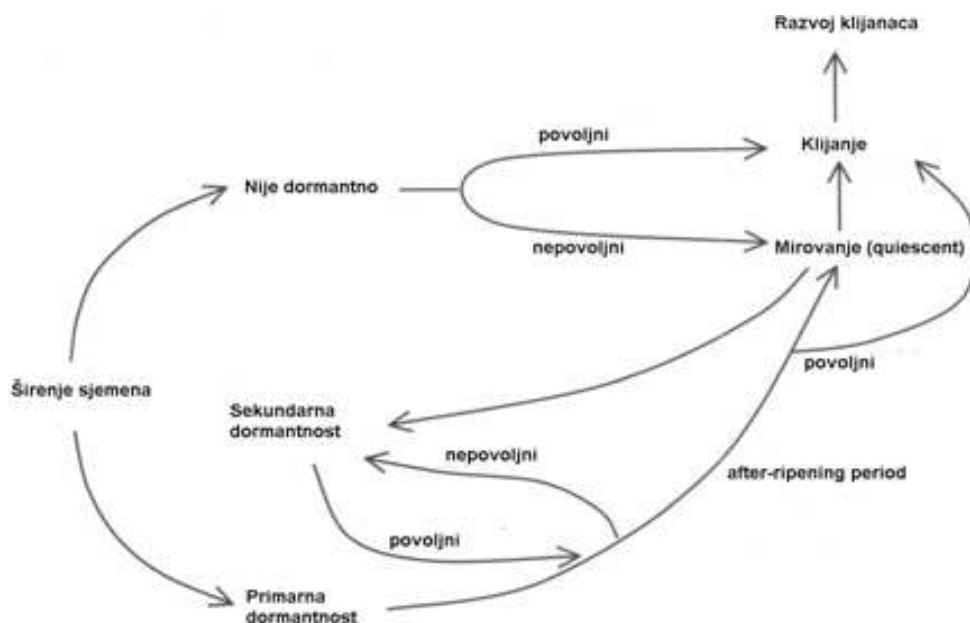 Razvoj klijanaca
povoljni
Klijanje
Nije dormantno
nepovoljni
Mirovanje (quiescent)
povoljni
Širenje sjemena
Sekundarna
dormantnost
nepovoljni
after-ripening period
povoljni
Primarna
dormantnost